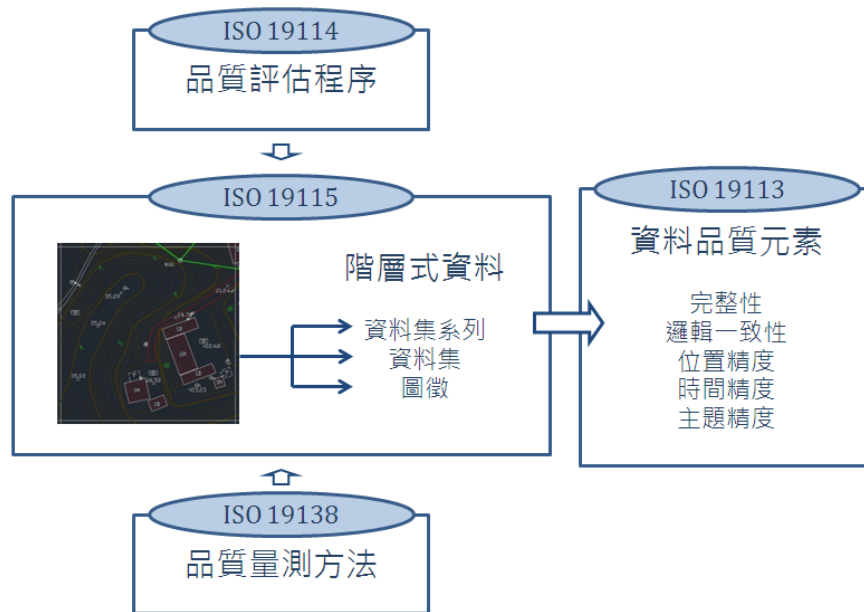 ISO 19114
品質評估程序
ISO 19115
階層式資料
資料集系列
資料集
圖徵
ISO 19113
資料品質元素
完整性
邏輯一致性
位置精度
時間精度
主題精度
ISO 19138
品質量測方法